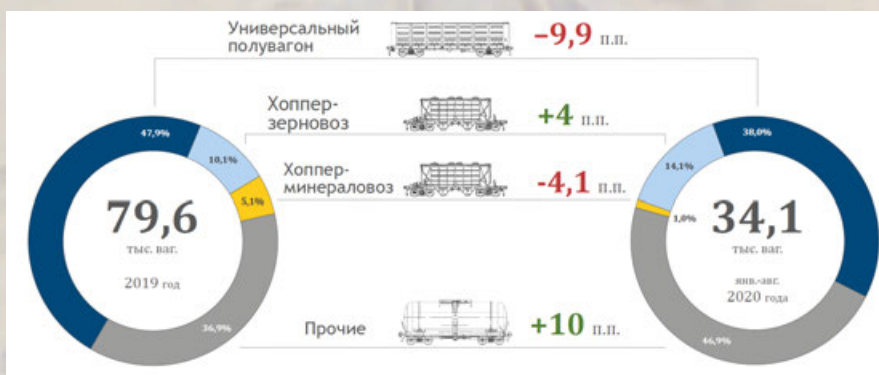 Универсальный
полувагон
–9,9 п.п.
Хоппер-
зерновоз
+4 п.п.
Хоппер-
минераловоз
-4,1 п.п.
Прочие
+10 п.п.
47,9%
10,1%
5,1%
36,9%
79,6
тыс. ваг.
2019 год
38,0%
14,1%
1,0%
46,9%
34,1
тыс. ваг.
янв.-авг.
2020 года